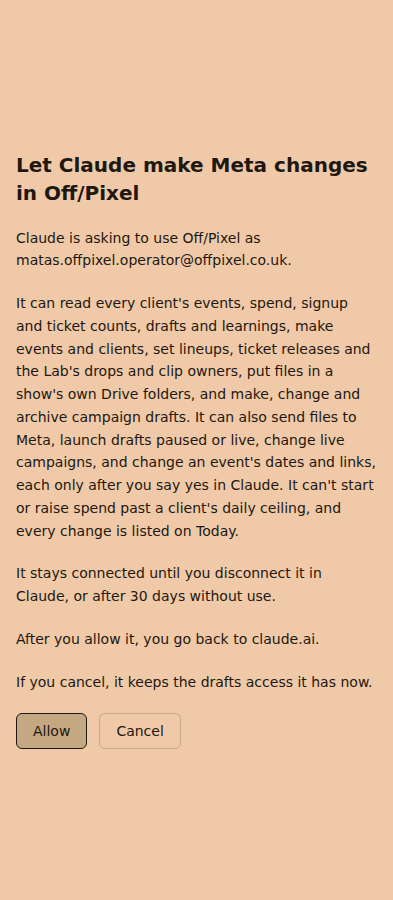 Let Claude make Meta changes
in Off/Pixel
Claude is asking to use Off/Pixel as
matas.offpixel.operator@offpixel.co.uk.
It can read every client's events, spend, signup
and ticket counts, drafts and learnings, make
events and clients, set lineups, ticket releases and
the Lab's drops and clip owners, put files in a
show's own Drive folders, and make, change and
archive campaign drafts. It can also send files to
Meta, launch drafts paused or live, change live
campaigns, and change an event's dates and links,
each only after you say yes in Claude. It can't start
or raise spend past a client's daily ceiling, and
every change is listed on Today.
It stays connected until you disconnect it in
Claude, or after 30 days without use.
After you allow it, you go back to claude.ai.
If you cancel, it keeps the drafts access it has now.
Allow
Cancel